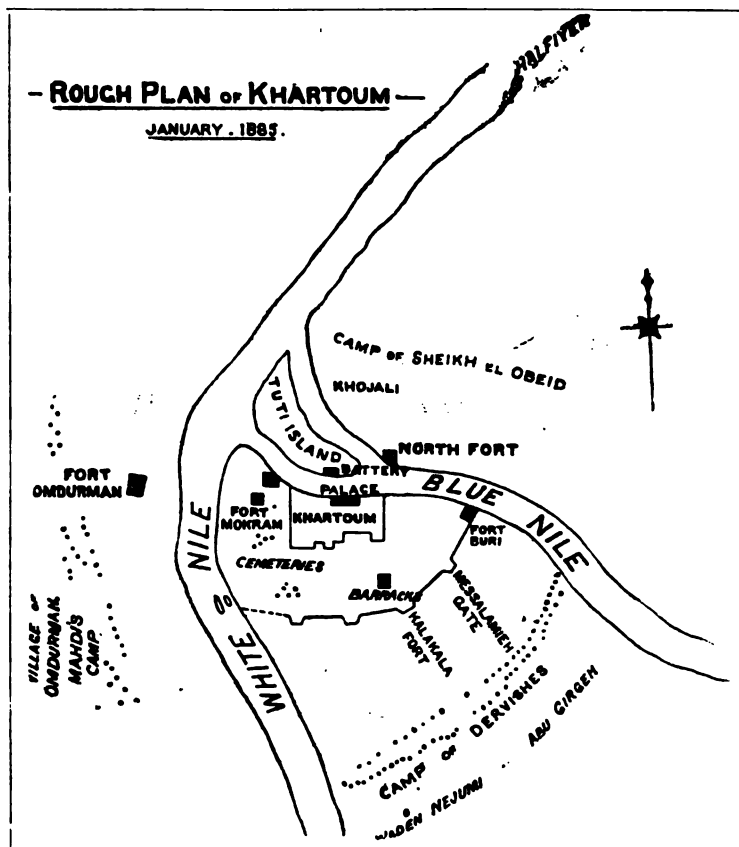 HALFIYEH
- ROUGH PLAN OF KHARTOUM -
JANUARY. 1885.
CAMP OF SHEIKH EL OBEID
KHOJALI
TUTI ISLAND
NORTH FORT
BATTERY
FORT
OMDURMAN
PALACE
BLUE NILE
FORT
MOKRAM
KHARTOUM
FORT
BURI
WHITE NILE
CEMETERIES
BARRACKS
MESSALAMIEH
GATE
KALAKALA
FORT
VILLAGE OF
OMDURMAN
MAHDI'S
CAMP
CAMP OF DERVISHES
ABU GIRGEH
WADEN NEJUMI